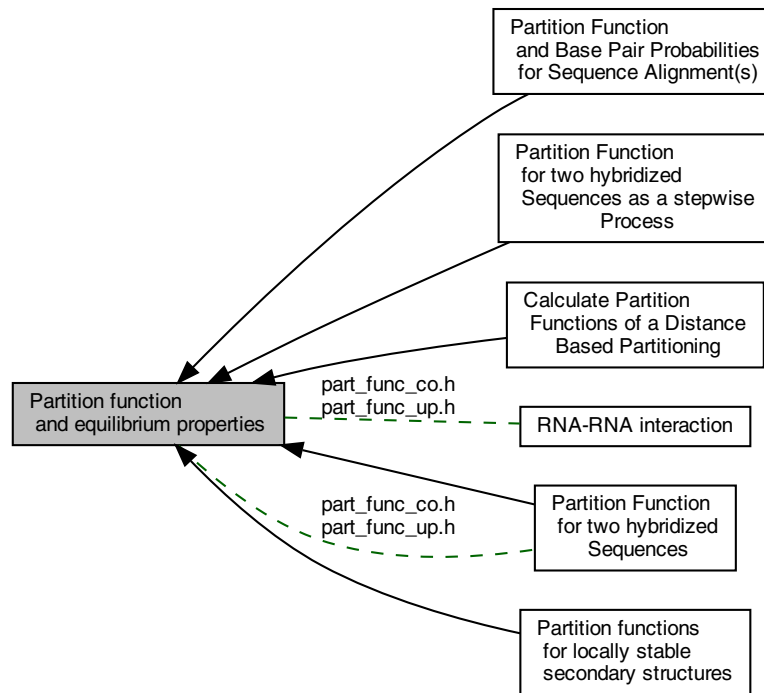 Partition Function
and Base Pair Probabilities
for Sequence Alignment(s)
Partition Function
for two hybridized
Sequences as a stepwise
Process
Calculate Partition
Functions of a Distance
Based Partitioning
Partition function
and equilibrium properties
part_func_co.h
part_func_up.h
RNA-RNA interaction
part_func_co.h
part_func_up.h
Partition Function
for two hybridized
Sequences
Partition functions
for locally stable
secondary structures